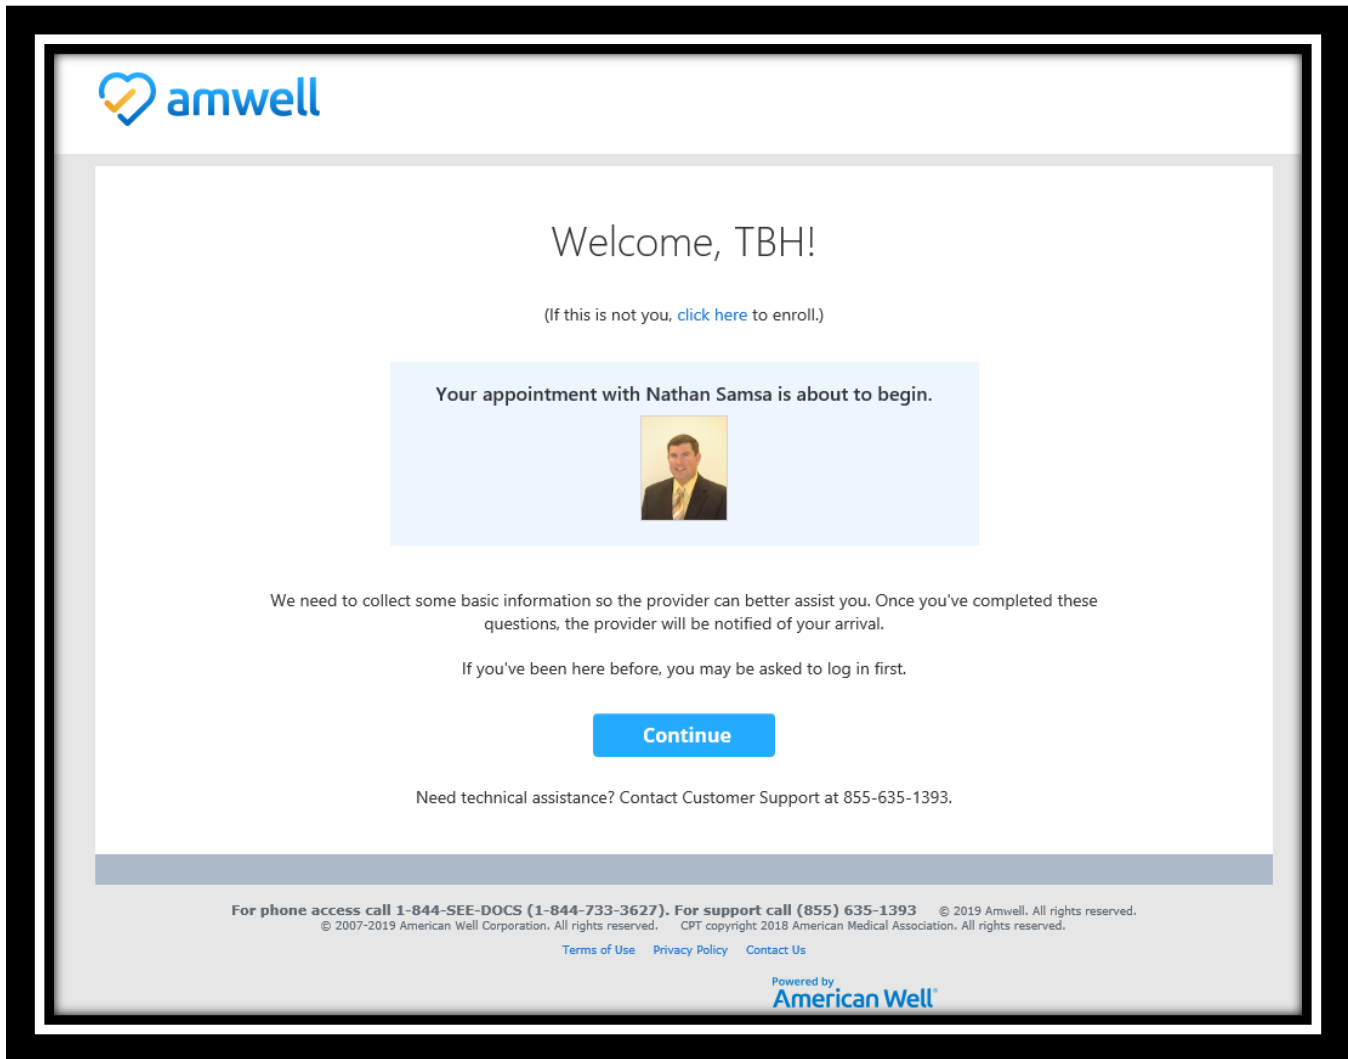 amwell
Welcome, TBH!
(If this is not you, click here to enroll.)
Your appointment with Nathan Samsa is about to begin.
We need to collect some basic information so the provider can better assist you. Once you've completed these
questions, the provider will be notified of your arrival.
If you've been here before, you may be asked to log in first.
Continue
Need technical assistance? Contact Customer Support at 855-635-1393.
For phone access call 1-844-SEE-DOCS (1-844-733-3627). For support call (855) 635-1393 © 2019 Amwell. All rights reserved.
© 2007-2019 American Well Corporation. All rights reserved. CPT copyright 2018 American Medical Association. All rights reserved.
Terms of Use Privacy Policy Contact Us
Powered by
American Well®